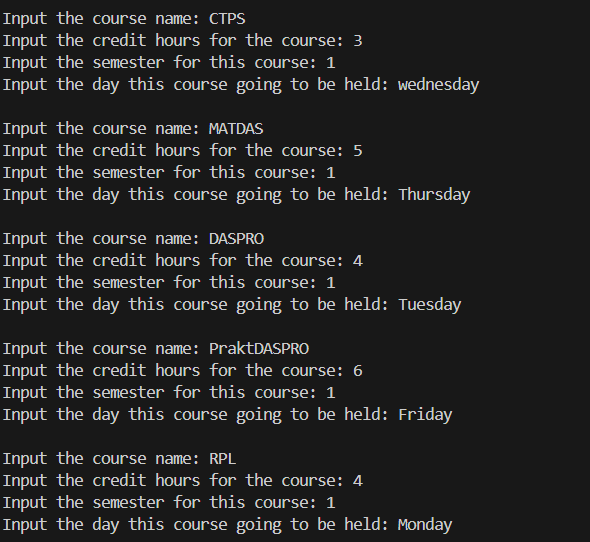 Input the course name: CTPS
Input the credit hours for the course: 3
Input the semester for this course: 1
Input the day this course going to be held: wednesday
Input the course name: MATDAS
Input the credit hours for the course: 5
Input the semester for this course: 1
Input the day this course going to be held: Thursday
Input the course name: DASPRO
Input the credit hours for the course: 4
Input the semester for this course: 1
Input the day this course going to be held: Tuesday
Input the course name: PraktDASPRO
Input the credit hours for the course: 6
Input the semester for this course: 1
Input the day this course going to be held: Friday
Input the course name: RPL
Input the credit hours for the course: 4
Input the semester for this course: 1
Input the day this course going to be held: Monday